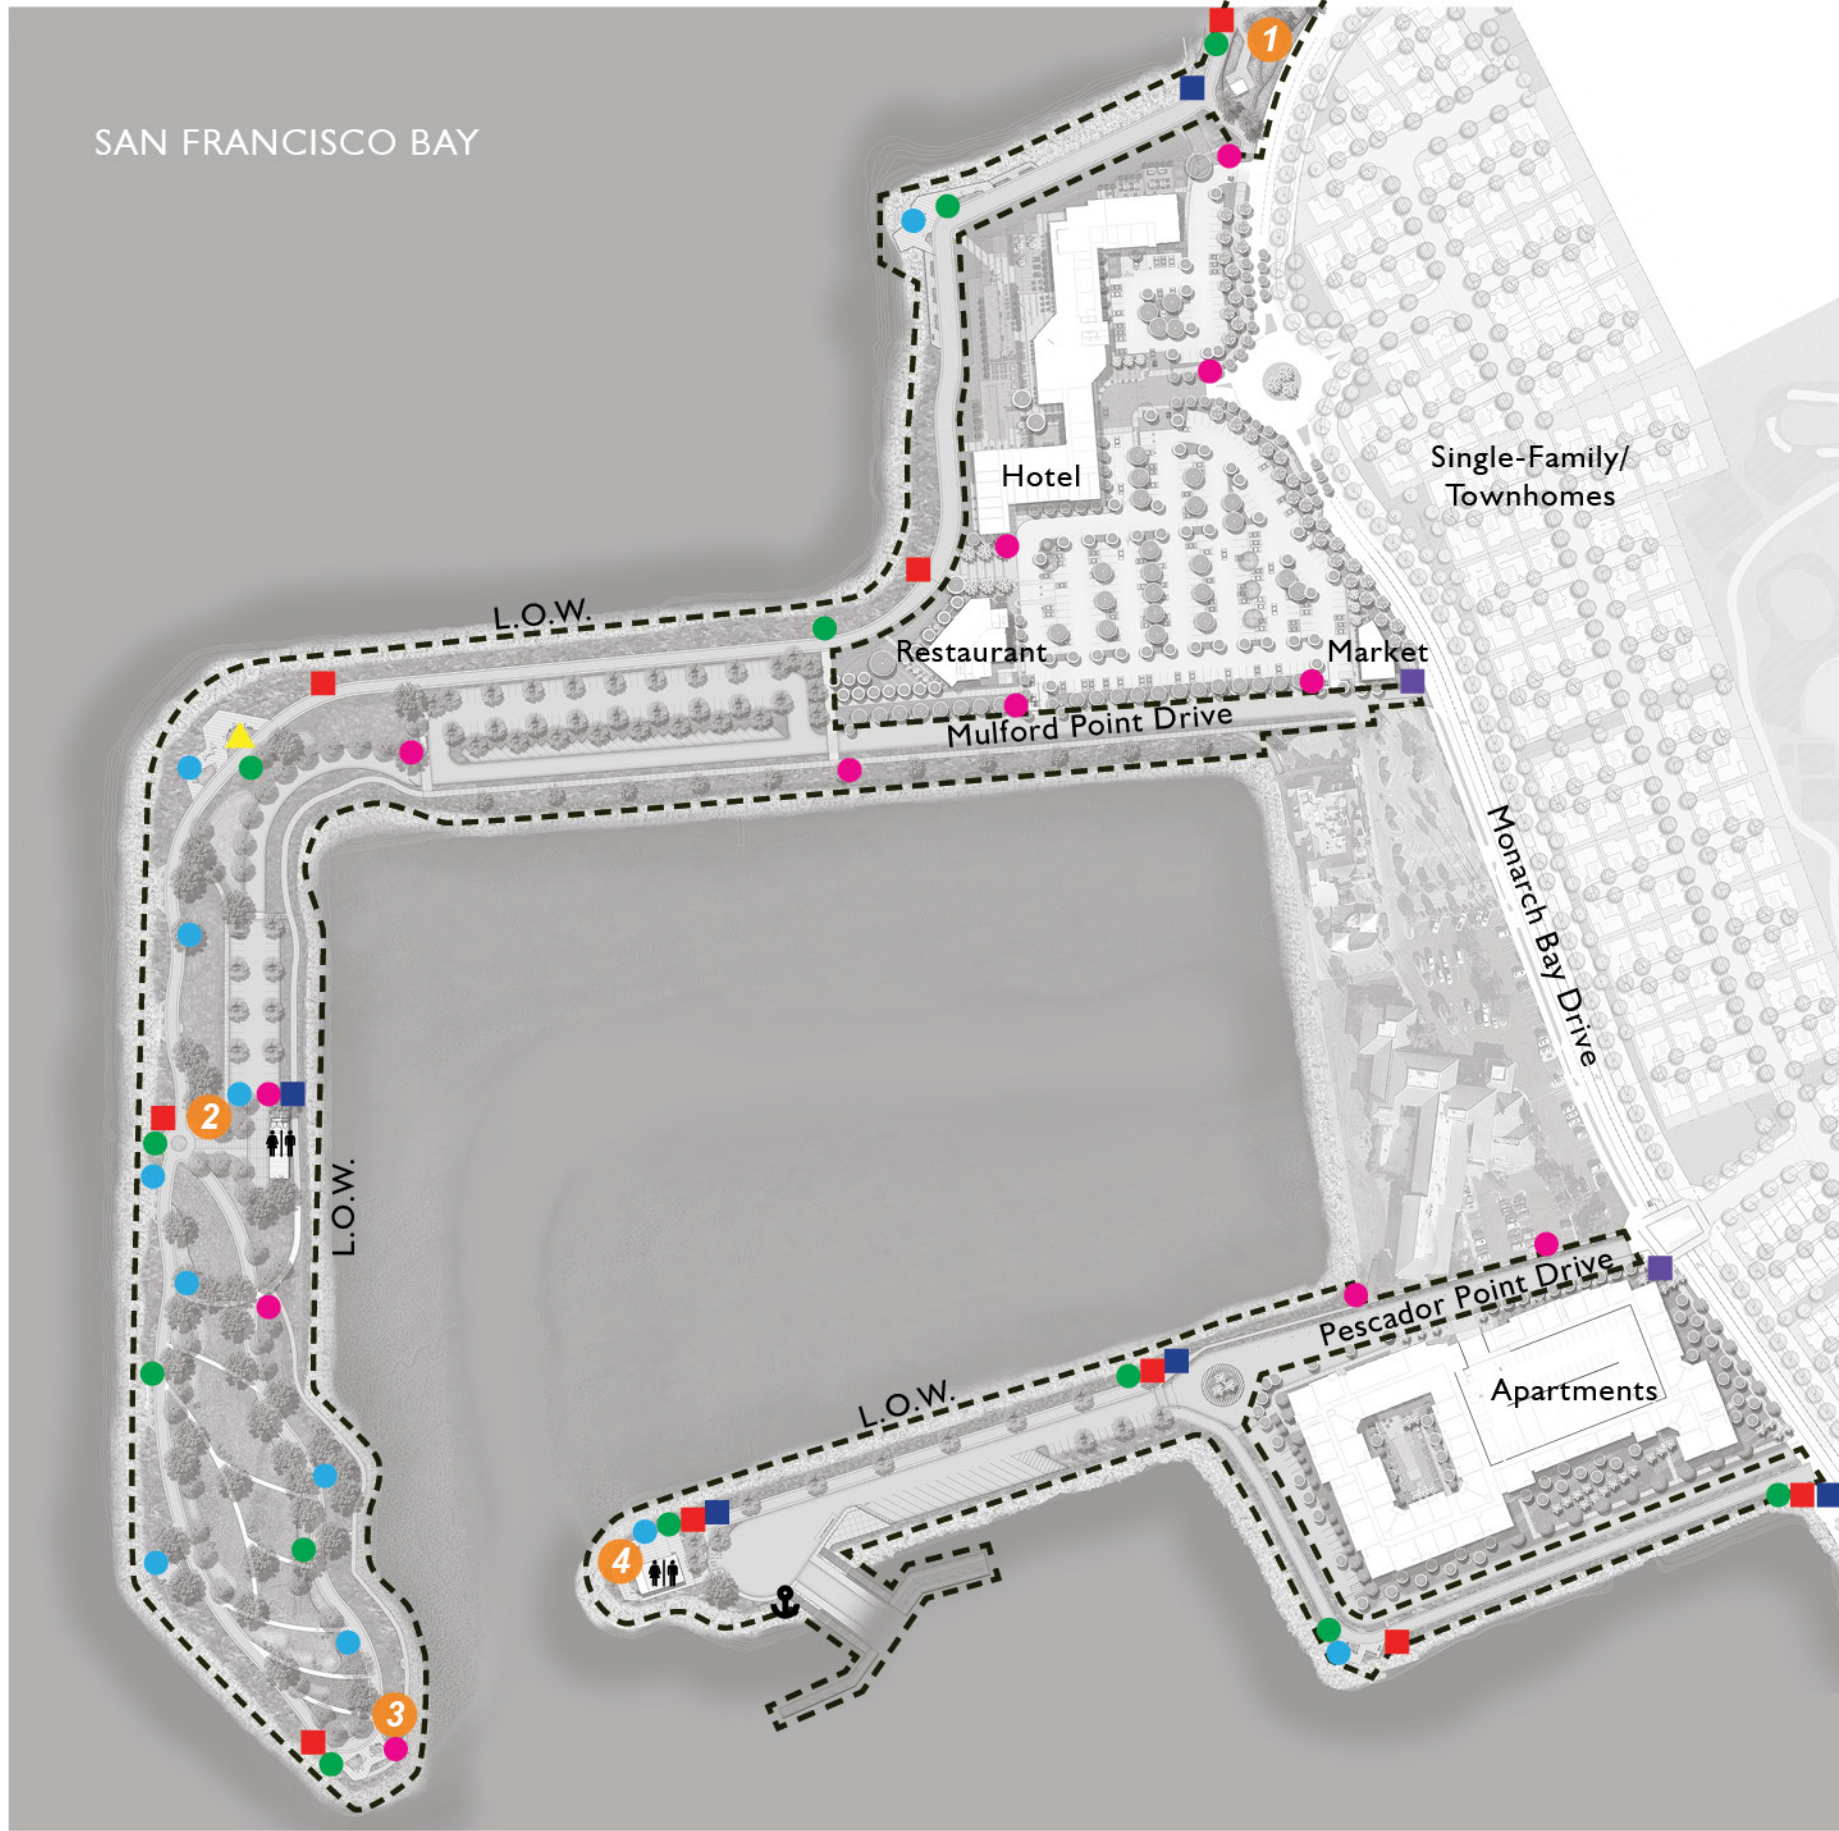 1
SAN FRANCISCO BAY
Single-Family/
Townhomes
Hotel
L.O.W.
Restaurant
Market
Mulford Point Drive
Monarch Bay Drive
2
L.O.W.
Pescador Point Drive
Apartments
L.O.W.
4
3